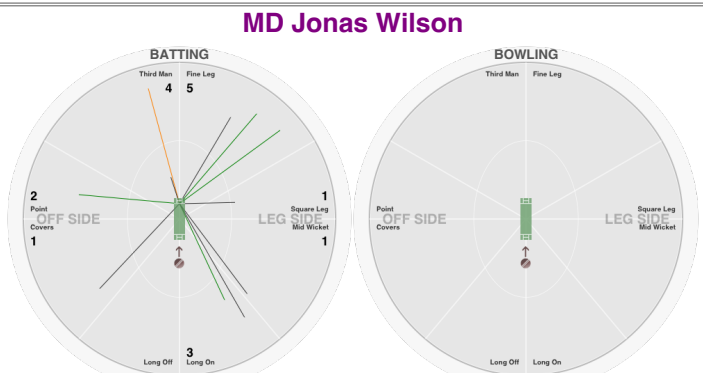 MD Jonas Wilson
BATTING
Third Man
Fine Leg
4
5
2
Point
OFF SIDE
Covers
1
1
Square Leg
LEG SIDE
Mid Wicket
1
3
Long Off
Long On
BOWLING
Third Man
Fine Leg
Point
OFF SIDE
Covers
Square Leg
LEG SIDE
Mid Wicket
Long Off
Long On